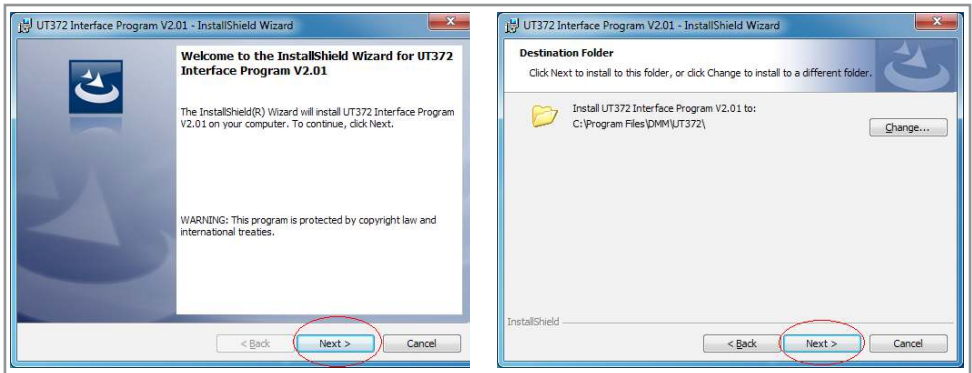 UT372 Interface Program V2.01 - InstallShield Wizard
Welcome to the InstallShield Wizard for UT372
Interface Program V2.01
The InstallShield(R) Wizard will install UT372 Interface Program
V2.01 on your computer. To continue, click Next.
WARNING: This program is protected by copyright law and
international treaties.
< Back
Next >
Cancel
UT372 Interface Program V2.01 - InstallShield Wizard
Destination Folder
Click Next to install to this folder, or click Change to install to a different folder.
Install UT372 Interface Program V2.01 to:
C:\Program Files\DMM\UT372\
Change...
InstallShield
< Back
Next >
Cancel